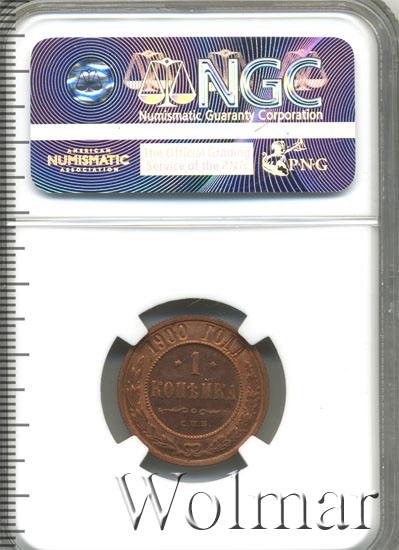 NGC
Numismatic Guaranty Corporation
AMERICAN
NUMISMATIC
ASSOCIATION
The Official Grading
Service of the PNG
PNG
1900 ГОДА
1
КОПѢЙКА
С.П.Б.
Wolmar